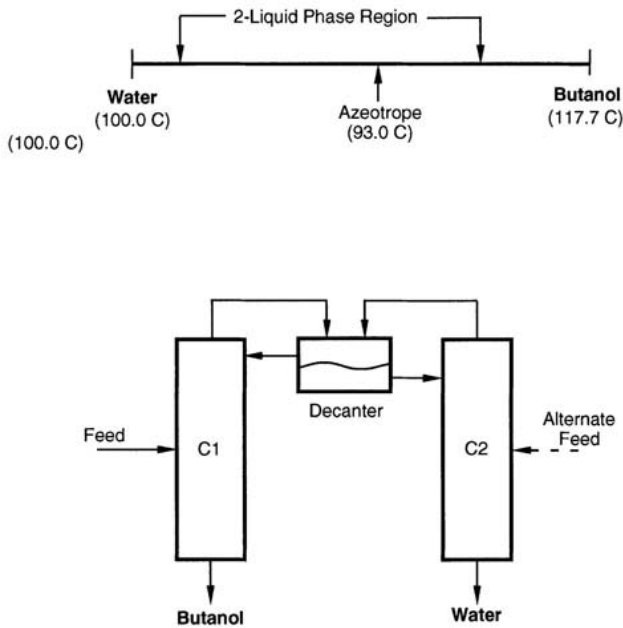 2-Liquid Phase Region
Water
(100.0 C)
(100.0 C)
Azeotrope
(93.0 C)
Butanol
(117.7 C)
Decanter
Feed
C1
C2
Alternate
Feed
Butanol
Water